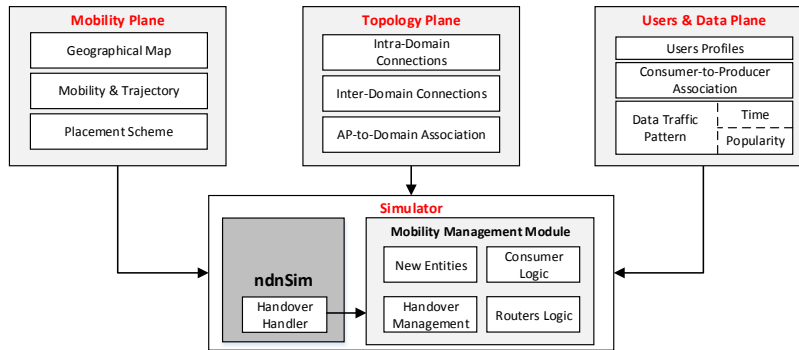 Mobility Plane
Geographical Map
Mobility & Trajectory
Placement Scheme
Topology Plane
Intra-Domain
Connections
Inter-Domain Connections
AP-to-Domain Association
Users & Data Plane
Users Profiles
Consumer-to-Producer
Association
Data Traffic
Pattern
Time
Popularity
Simulator
ndnSim
Handover
Handler
Mobility Management Module
New Entities
Consumer
Logic
Handover
Management
Routers Logic